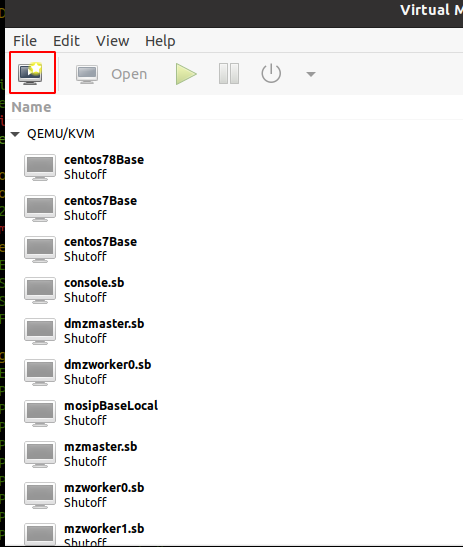 Virtual M
File Edit View Help
Open
Name
QEMU/KVM
centos78Base
Shutoff
centos7Base
Shutoff
centos7Base
Shutoff
console.sb
Shutoff
dmzmaster.sb
Shutoff
dmzworker0.sb
Shutoff
mosipBaseLocal
Shutoff
mzmaster.sb
Shutoff
mzworker0.sb
Shutoff
mzworker1.sb
Shutoff